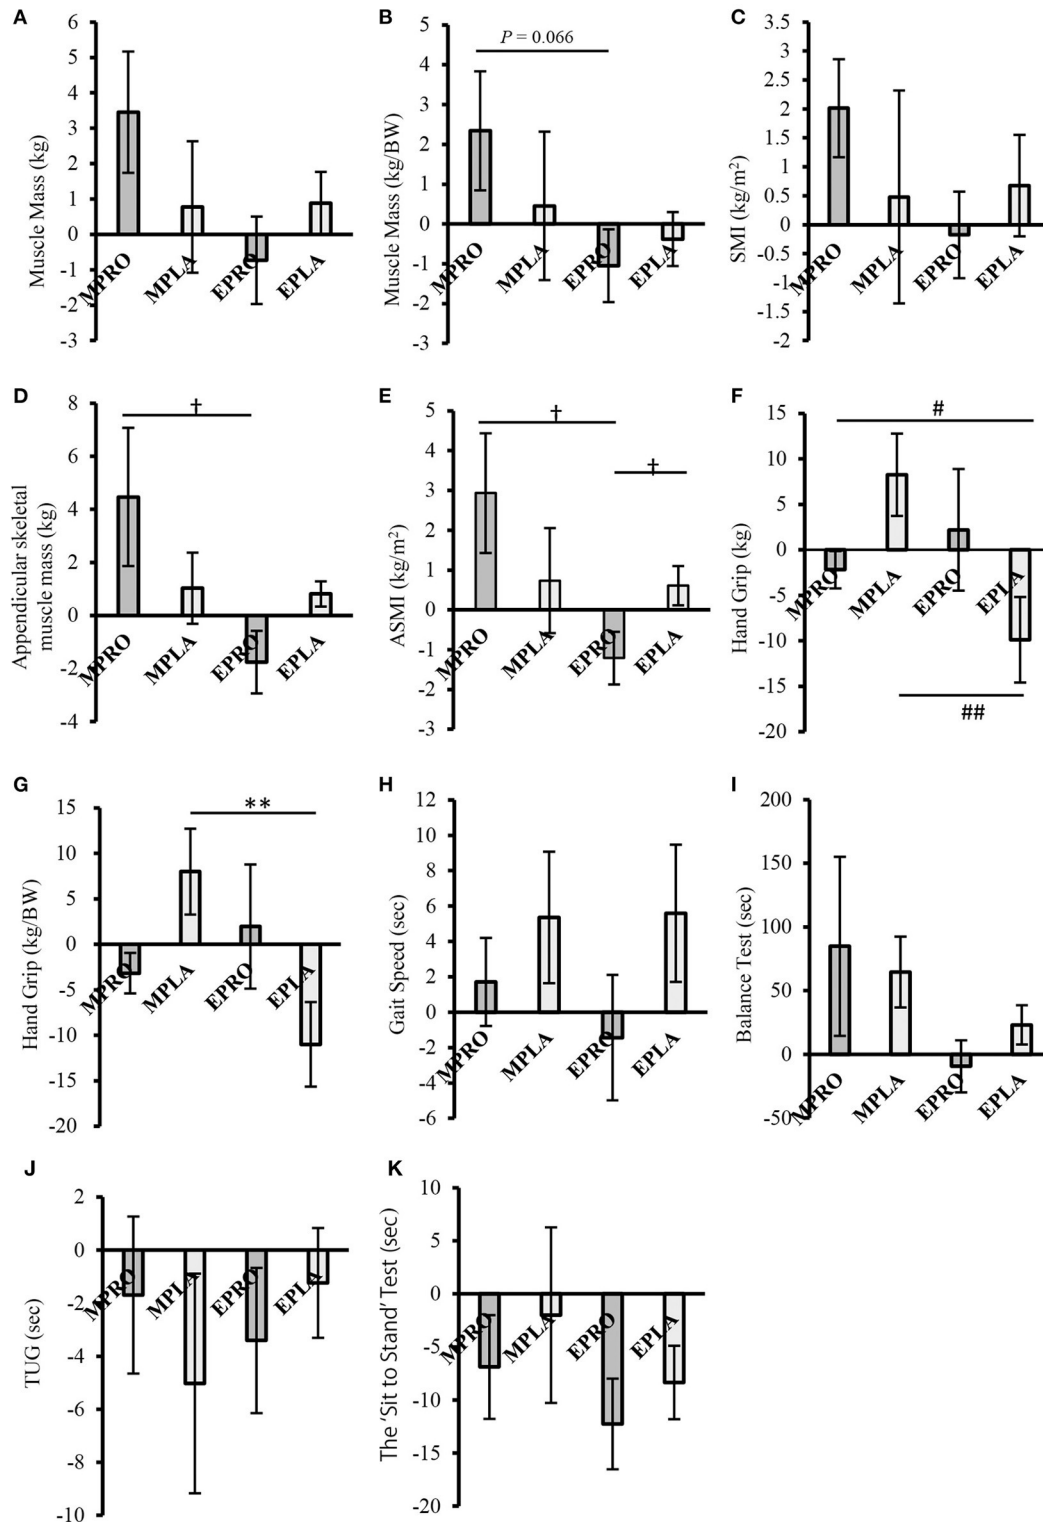 A
Muscle Mass (kg)
6
5
4
3
2
1
0
-1
-2
-3
MPRO
MPLA
EPRO
EPLA
B
Muscle Mass (kg/BW)
5
4
3
2
1
0
-1
-2
-3
P = 0.066
MPRO
MPLA
EPRO
EPLA
C
SMI (kg/m²)
3.5
3
2.5
2
1.5
1
0.5
0
-0.5
-1
-1.5
-2
MPRO
MPLA
EPRO
EPLA
D
Appendicular skeletal
muscle mass (kg)
8
6
4
2
0
-2
-4
†
MPRO
MPLA
EPRO
EPLA
E
ASMI (kg/m²)
5
4
3
2
1
0
-1
-2
-3
†
‡
MPRO
MPLA
EPRO
EPLA
F
Hand Grip (kg)
15
10
5
0
-5
-10
-15
-20
#
MPRO
MPLA
EPRO
EPLA
##
G
Hand Grip (kg/BW)
15
10
5
0
-5
-10
-15
-20
**
MPRO
MPLA
EPRO
EPLA
H
Gait Speed (sec)
12
10
8
6
4
2
0
-2
-4
-6
MPRO
MPLA
EPRO
EPLA
I
Balance Test (sec)
200
150
100
50
0
-50
MPRO
MPLA
EPRO
EPLA
J
TUG (sec)
2
0
-2
-4
-6
-8
-10
MPRO
MPLA
EPRO
EPLA
K
The ‘Sit to Stand’ Test (sec)
10
5
0
-5
-10
-15
-20
MPRO
MPLA
EPRO
EPLA